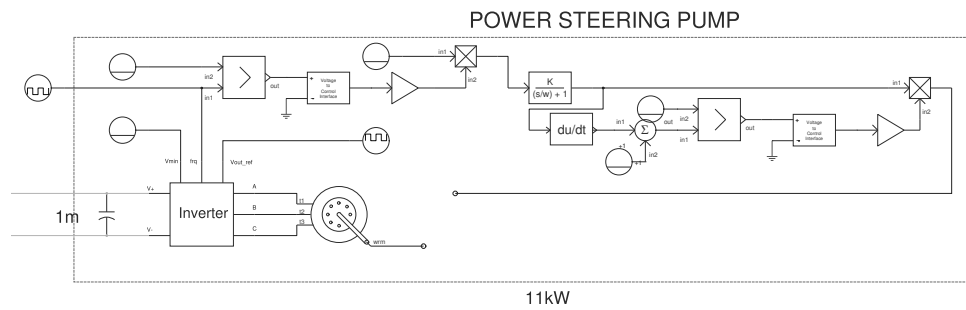 POWER STEERING PUMP
in1
in2
in2
in1
out
+
-
Voltage
to
Control
Interface
K
(s/w) + 1
in1
in2
du/dt
in1
out
Σ
+1
+1
in2
in2
in1
out
+
-
Voltage
to
Control
Interface
Vmin
frq
Vout_ref
V+
V-
1m
Inverter
A
B
C
t1
t2
t3
wrm
11kW